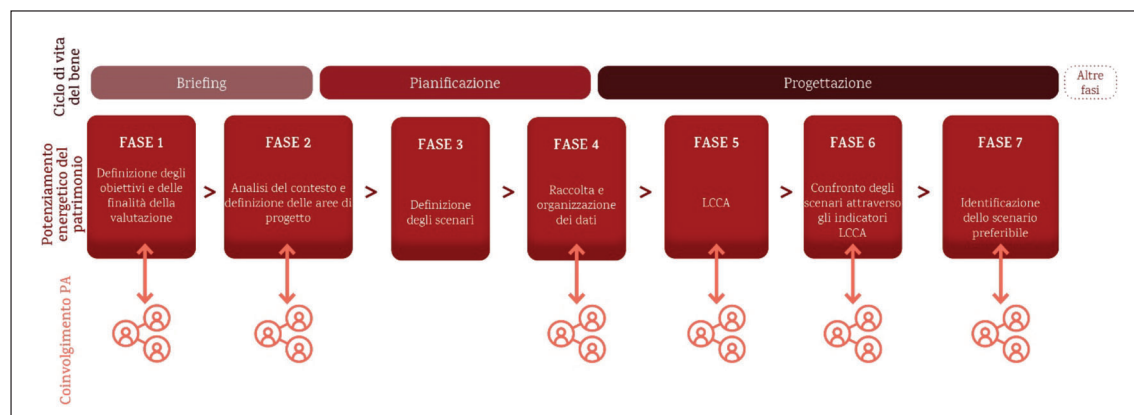 Ciclo di vita
del bene
Briefing
Pianificazione
Progettazione
Altre
fasi
Potenziamento
energetico del
patrimonio
FASE 1
Definizione degli
obiettivi e delle
finalità della
valutazione
>
FASE 2
Analisi del contesto e
definizione delle aree di
progetto
>
FASE 3
Definizione
degli scenari
>
FASE 4
Raccolta e
organizzazione
dei dati
>
FASE 5
LCCA
>
FASE 6
Confronto degli
scenari attraverso
gli indicatori
LCCA
>
FASE 7
Identificazione
dello scenario
preferibile
Coinvolgimento PA